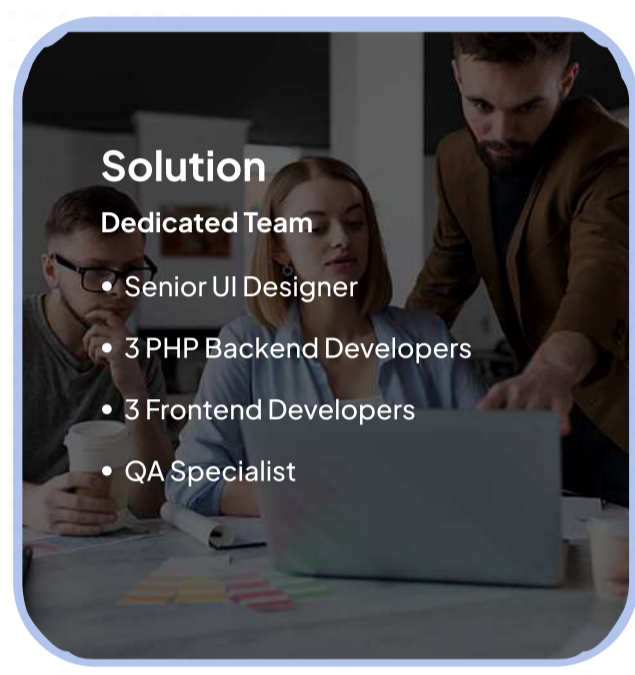 Solution
Dedicated Team
• Senior UI Designer
• 3 PHP Backend Developers
• 3 Frontend Developers
• QA Specialist